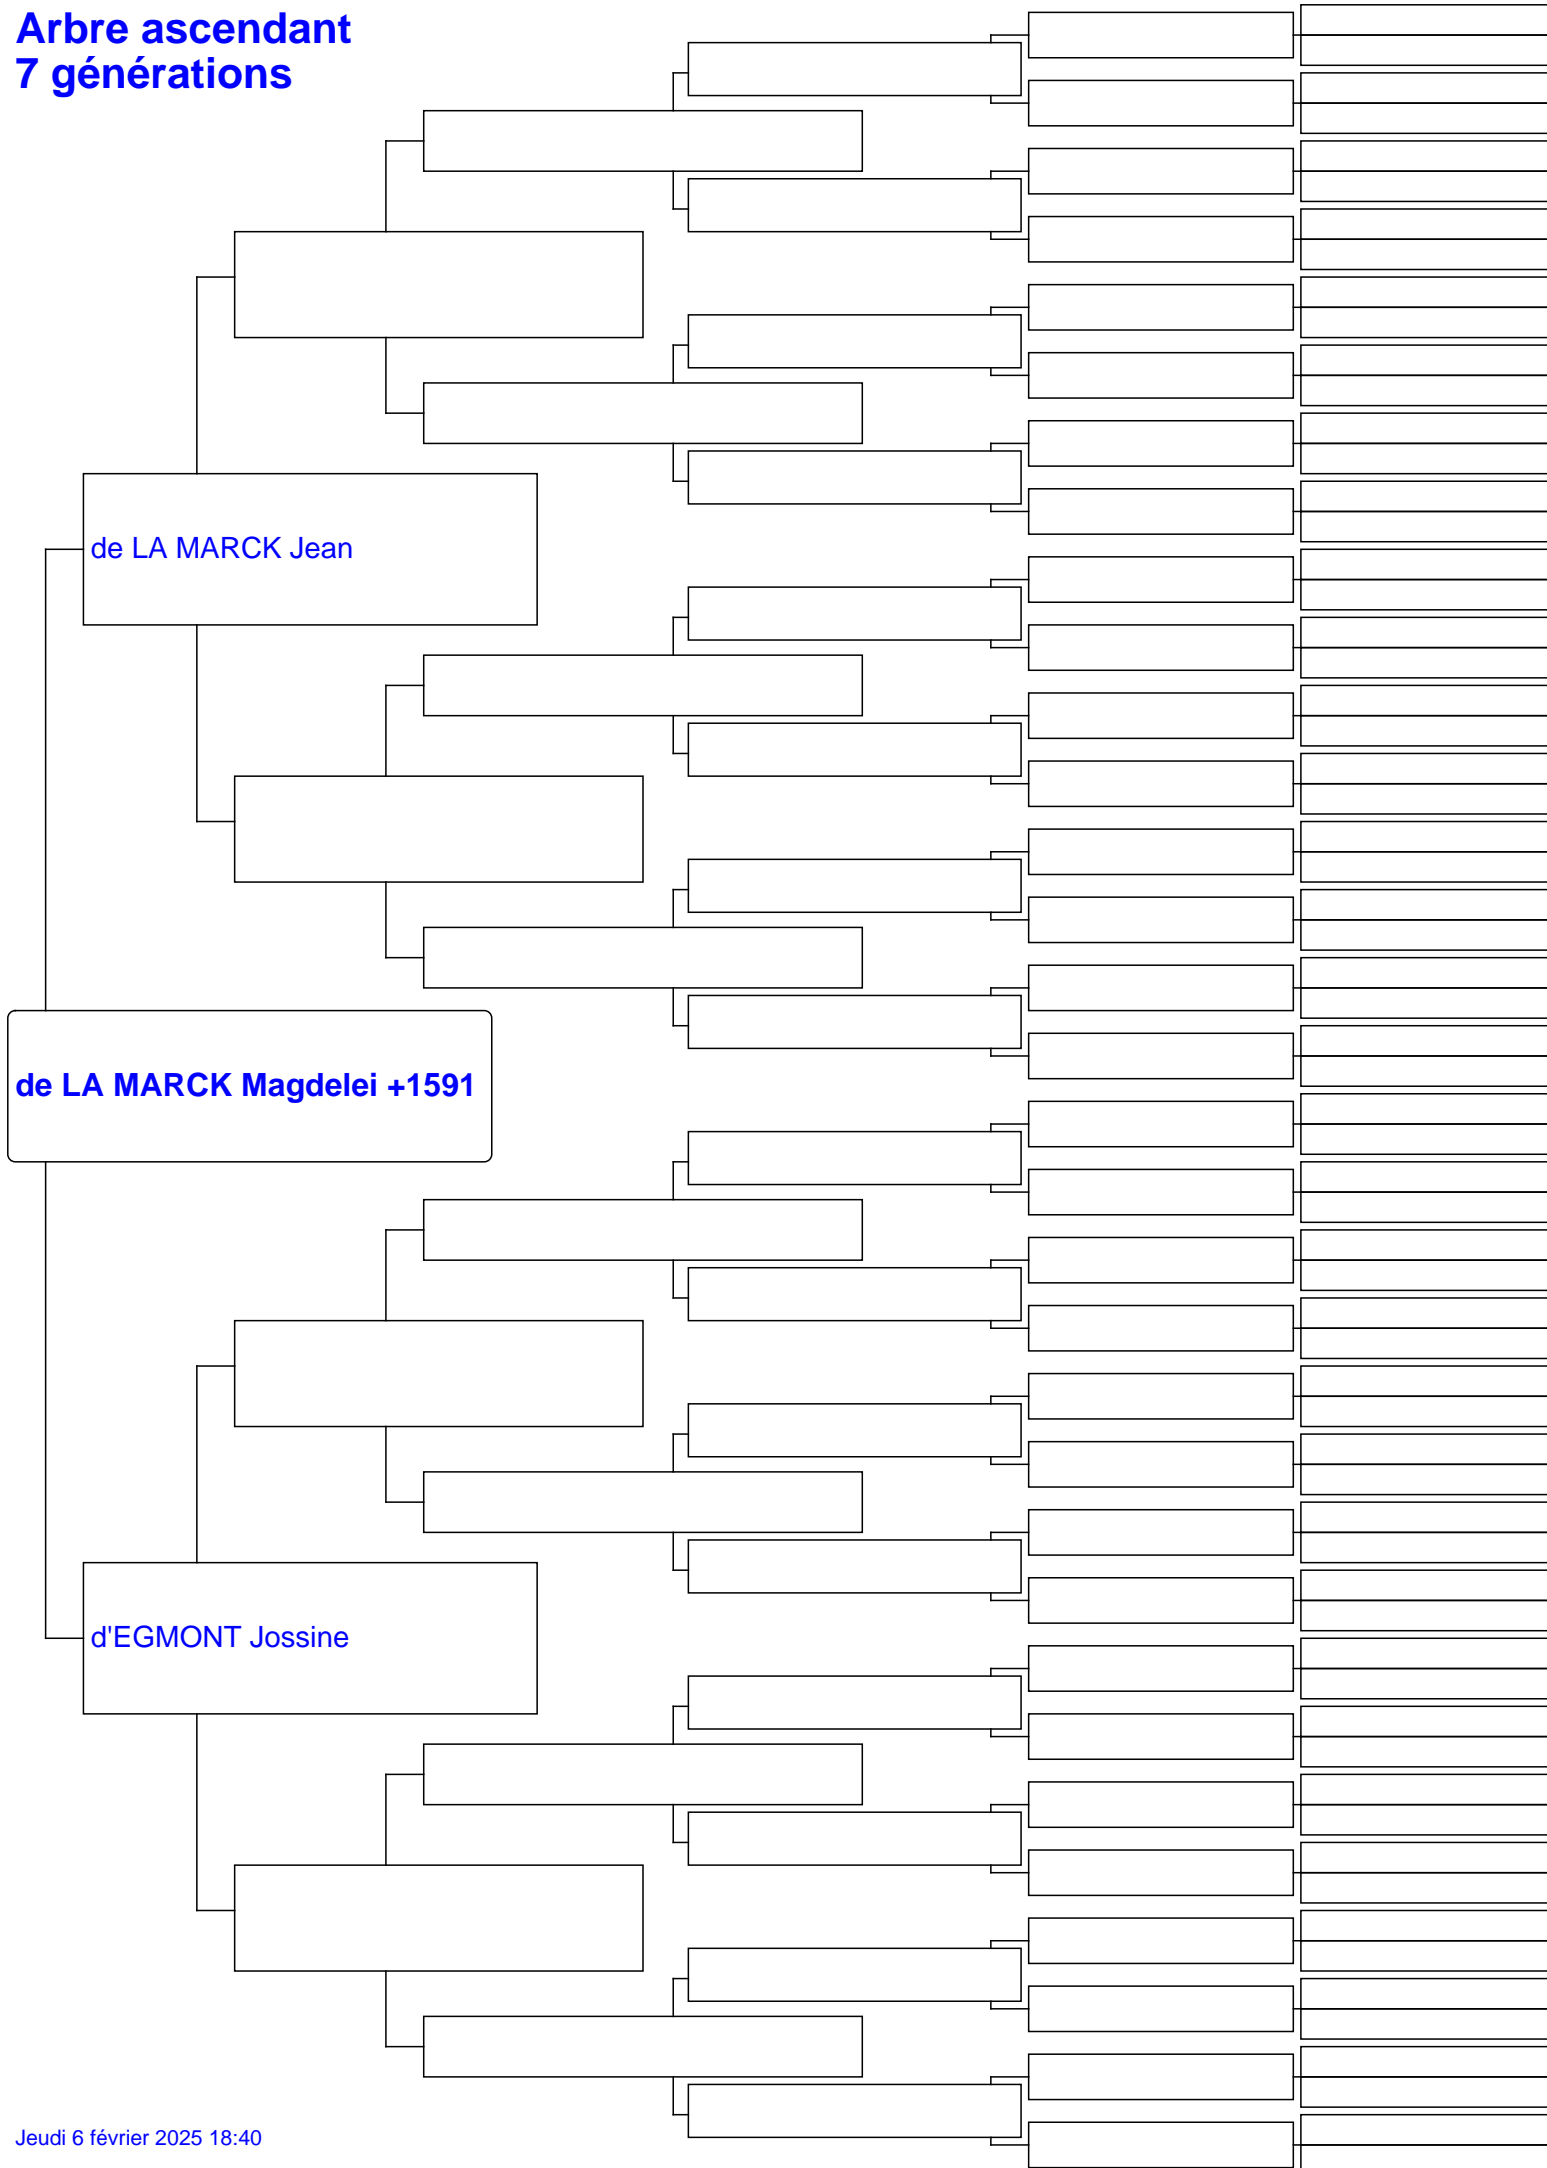 Arbre ascendant
7 générations
de LA MARCK Jean
de LA MARCK Magdelei +1591
d'EGMONT Jossine
Jeudi 6 février 2025 18:40